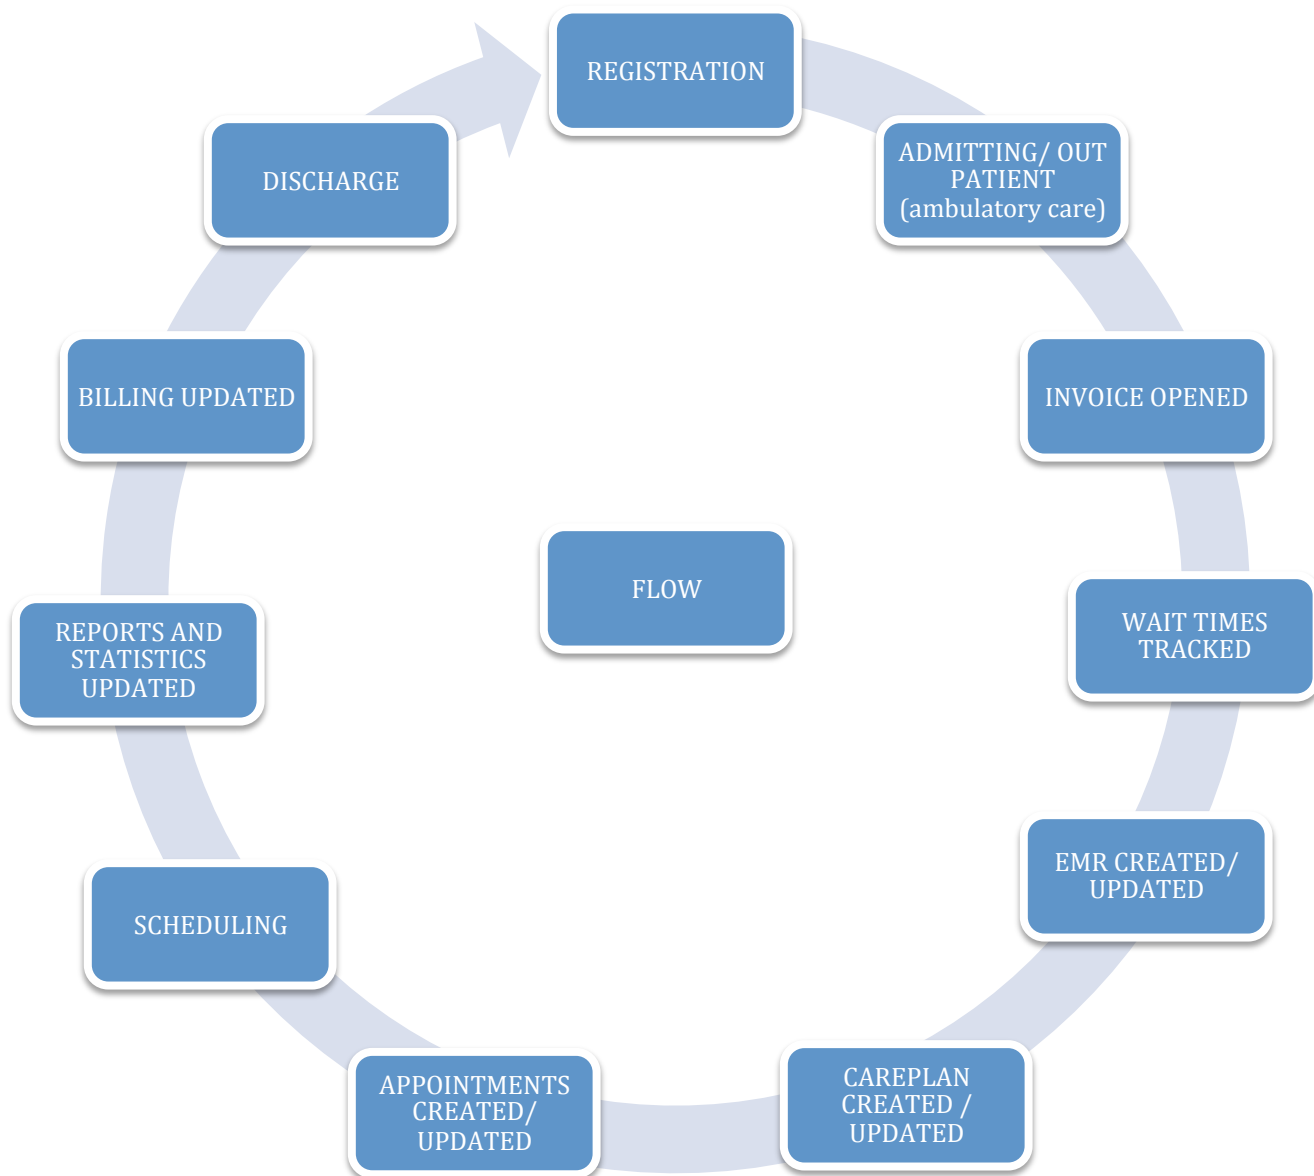 REGISTRATION
ADMITTING/ OUT
PATIENT
(ambulatory care)
INVOICE OPENED
WAIT TIMES
TRACKED
EMR CREATED/
UPDATED
CAREPLAN
CREATED /
UPDATED
APPOINTMENTS
CREATED/
UPDATED
SCHEDULING
REPORTS AND
STATISTICS
UPDATED
BILLING UPDATED
DISCHARGE
FLOW